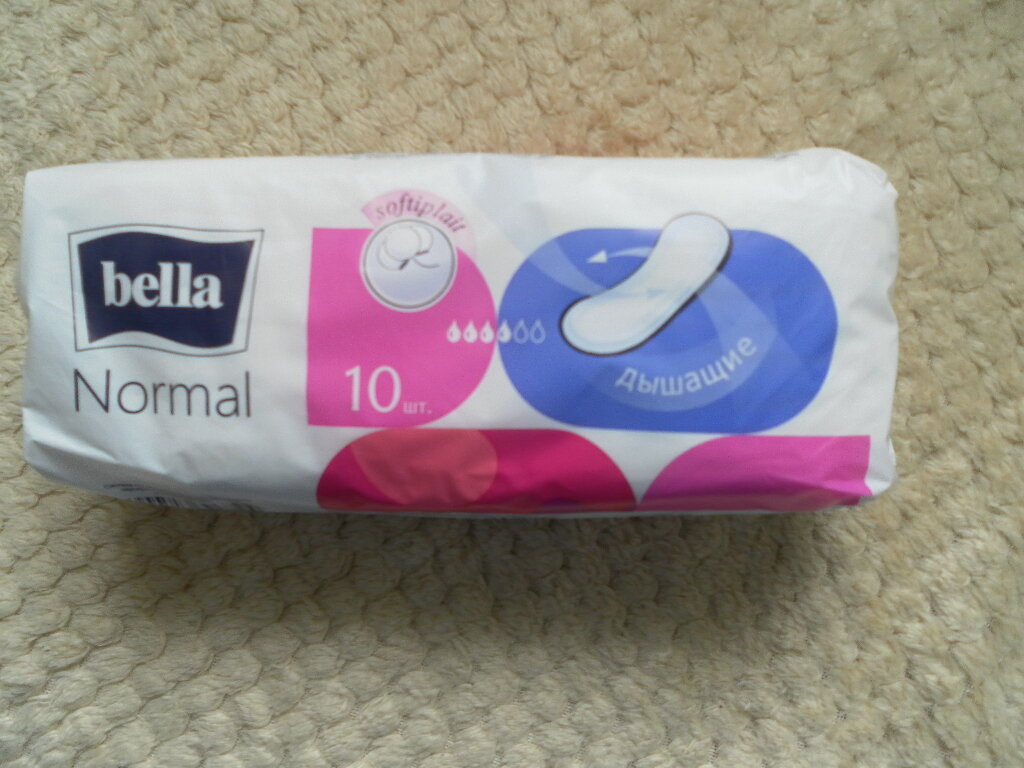 bella
Normal
softiplait
10 шт.
дышащие